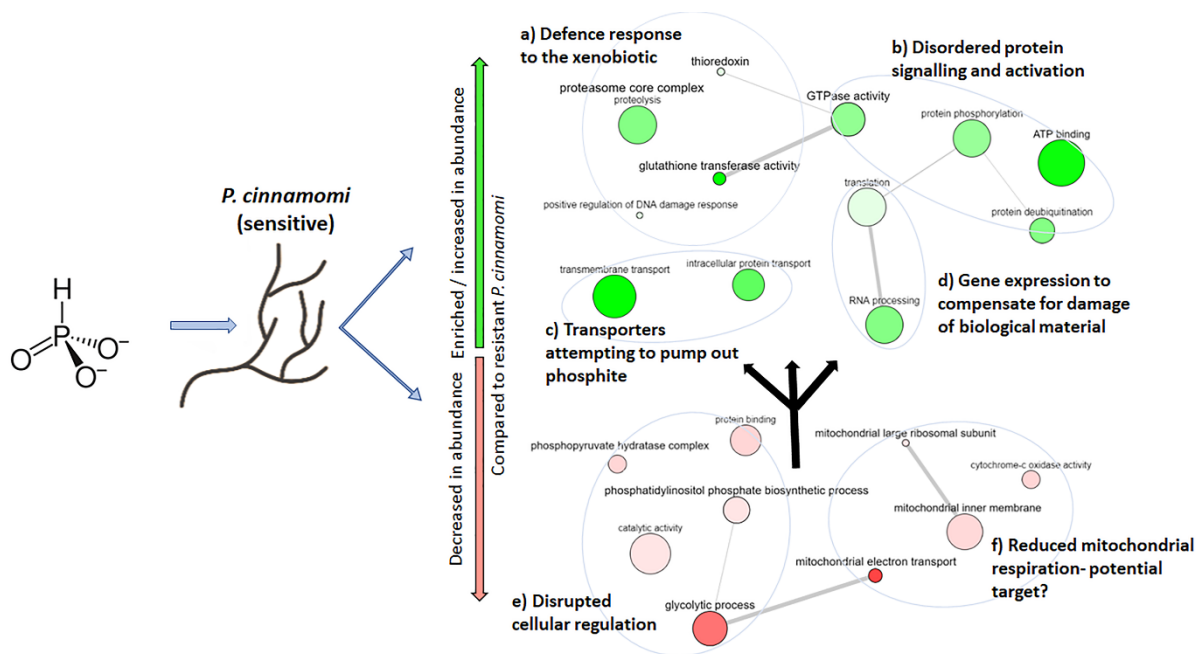 H
P
O
O⁻
O⁻
P. cinnamomi
(sensitive)
Enriched / increased in abundance
Decreased in abundance
Compared to resistant P. cinnamomi
a) Defence response
to the xenobiotic
thioredoxin
proteasome core complex
proteolysis
glutathione transferase activity
positive regulation of DNA damage response
b) Disordered protein
signalling and activation
GTPase activity
protein phosphorylation
ATP binding
protein deubiquitination
translation
RNA processing
d) Gene expression to
compensate for damage
of biological material
transmembrane transport
intracellular protein transport
c) Transporters
attempting to pump out
phosphite
protein binding
phosphopyruvate hydratase complex
phosphatidylinositol phosphate biosynthetic process
catalytic activity
glycolytic process
e) Disrupted
cellular regulation
mitochondrial large ribosomal subunit
cytochrome-c oxidase activity
mitochondrial inner membrane
mitochondrial electron transport
f) Reduced mitochondrial
respiration- potential
target?